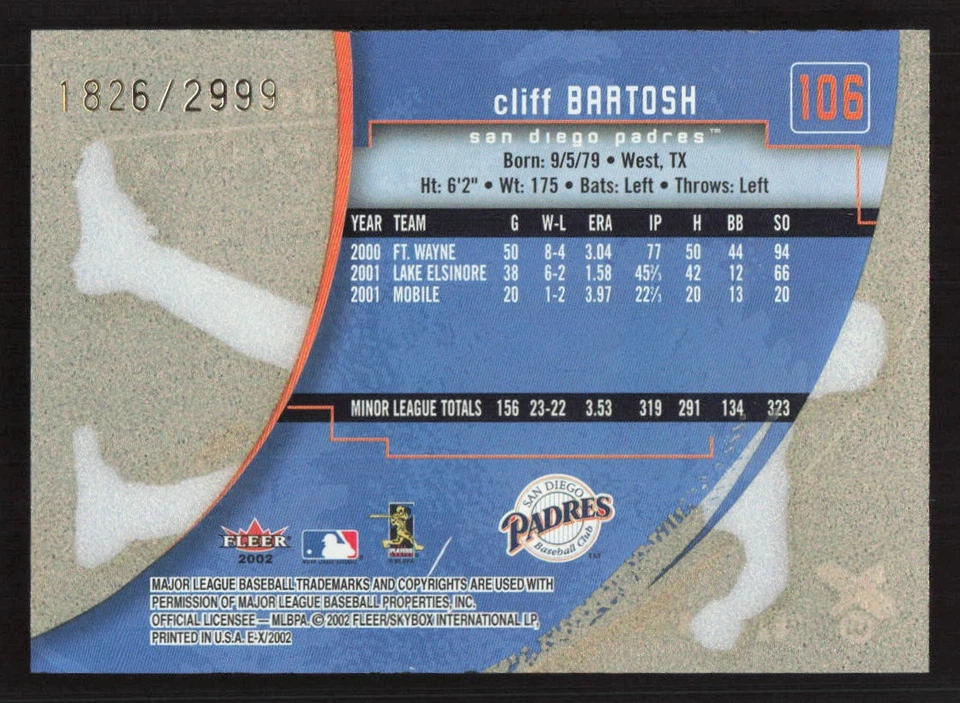 1826/2999
cliff BARTOSH
106
san diego padres™
Born: 9/5/79 • West, TX
Ht: 6'2" • Wt: 175 • Bats: Left • Throws: Left
YEAR TEAM G W-L ERA IP H BB SO
2000 FT. WAYNE 50 8-4 3.04 77 50 44 94
2001 LAKE ELSINORE 38 6-2 1.58 45⅔ 42 12 66
2001 MOBILE 20 1-2 3.97 22⅔ 20 13 20
MINOR LEAGUE TOTALS 156 23-22 3.53 319 291 134 323
SAN DIEGO
PADRES
Baseball Club
TM
FLEER
2002
PLAYERS
MAJOR LEAGUE BASEBALL TRADEMARKS AND COPYRIGHTS ARE USED WITH
PERMISSION OF MAJOR LEAGUE BASEBALL PROPERTIES, INC.
OFFICIAL LICENSEE — MLBPA, © 2002 FLEER/SKYBOX INTERNATIONAL LP,
PRINTED IN U.S.A. E-X/2002